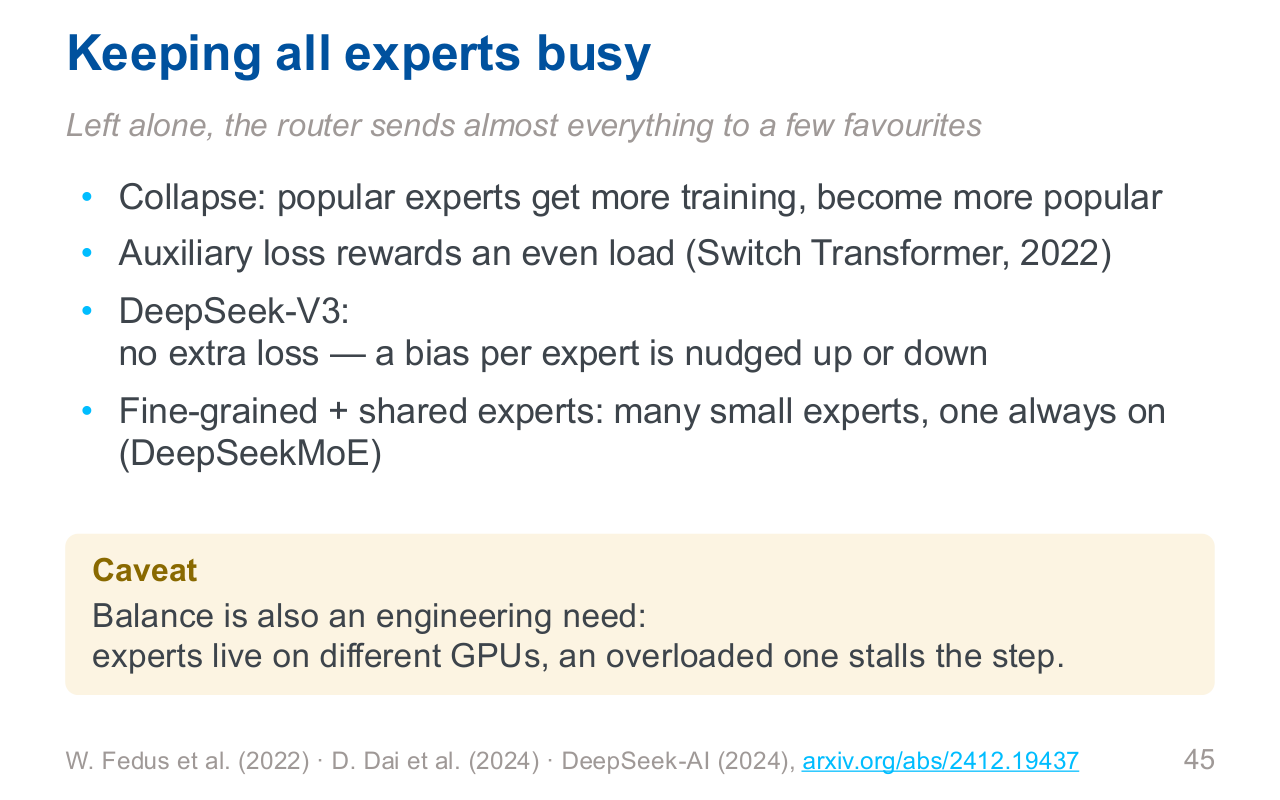 Keeping all experts busy
Left alone, the router sends almost everything to a few favourites
• Collapse: popular experts get more training, become more popular
• Auxiliary loss rewards an even load (Switch Transformer, 2022)
• DeepSeek-V3:
no extra loss — a bias per expert is nudged up or down
• Fine-grained + shared experts: many small experts, one always on
(DeepSeekMoE)
Caveat
Balance is also an engineering need:
experts live on different GPUs, an overloaded one stalls the step.
W. Fedus et al. (2022) · D. Dai et al. (2024) · DeepSeek-AI (2024), arxiv.org/abs/2412.19437 45